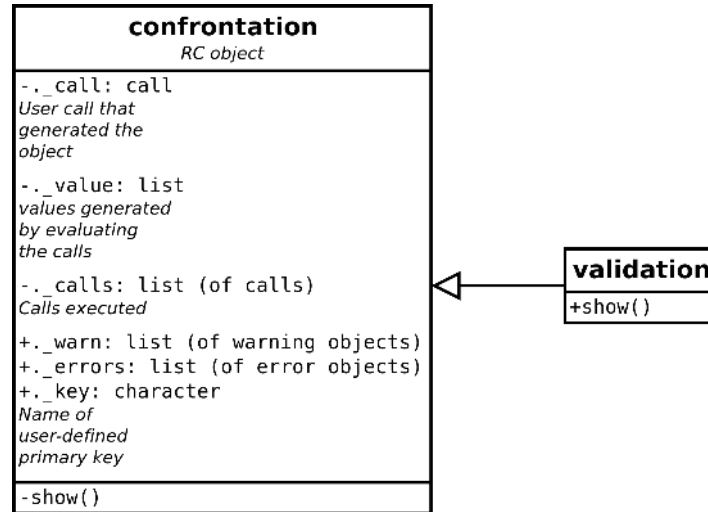 confrontation
RC object
-._call: call
User call that
generated the
object
-._value: list
values generated
by evaluating
the calls
-._calls: list (of calls)
Calls executed
+._warn: list (of warning objects)
+._errors: list (of error objects)
+._key: character
Name of
user-defined
primary key
-show()
validation
+show()